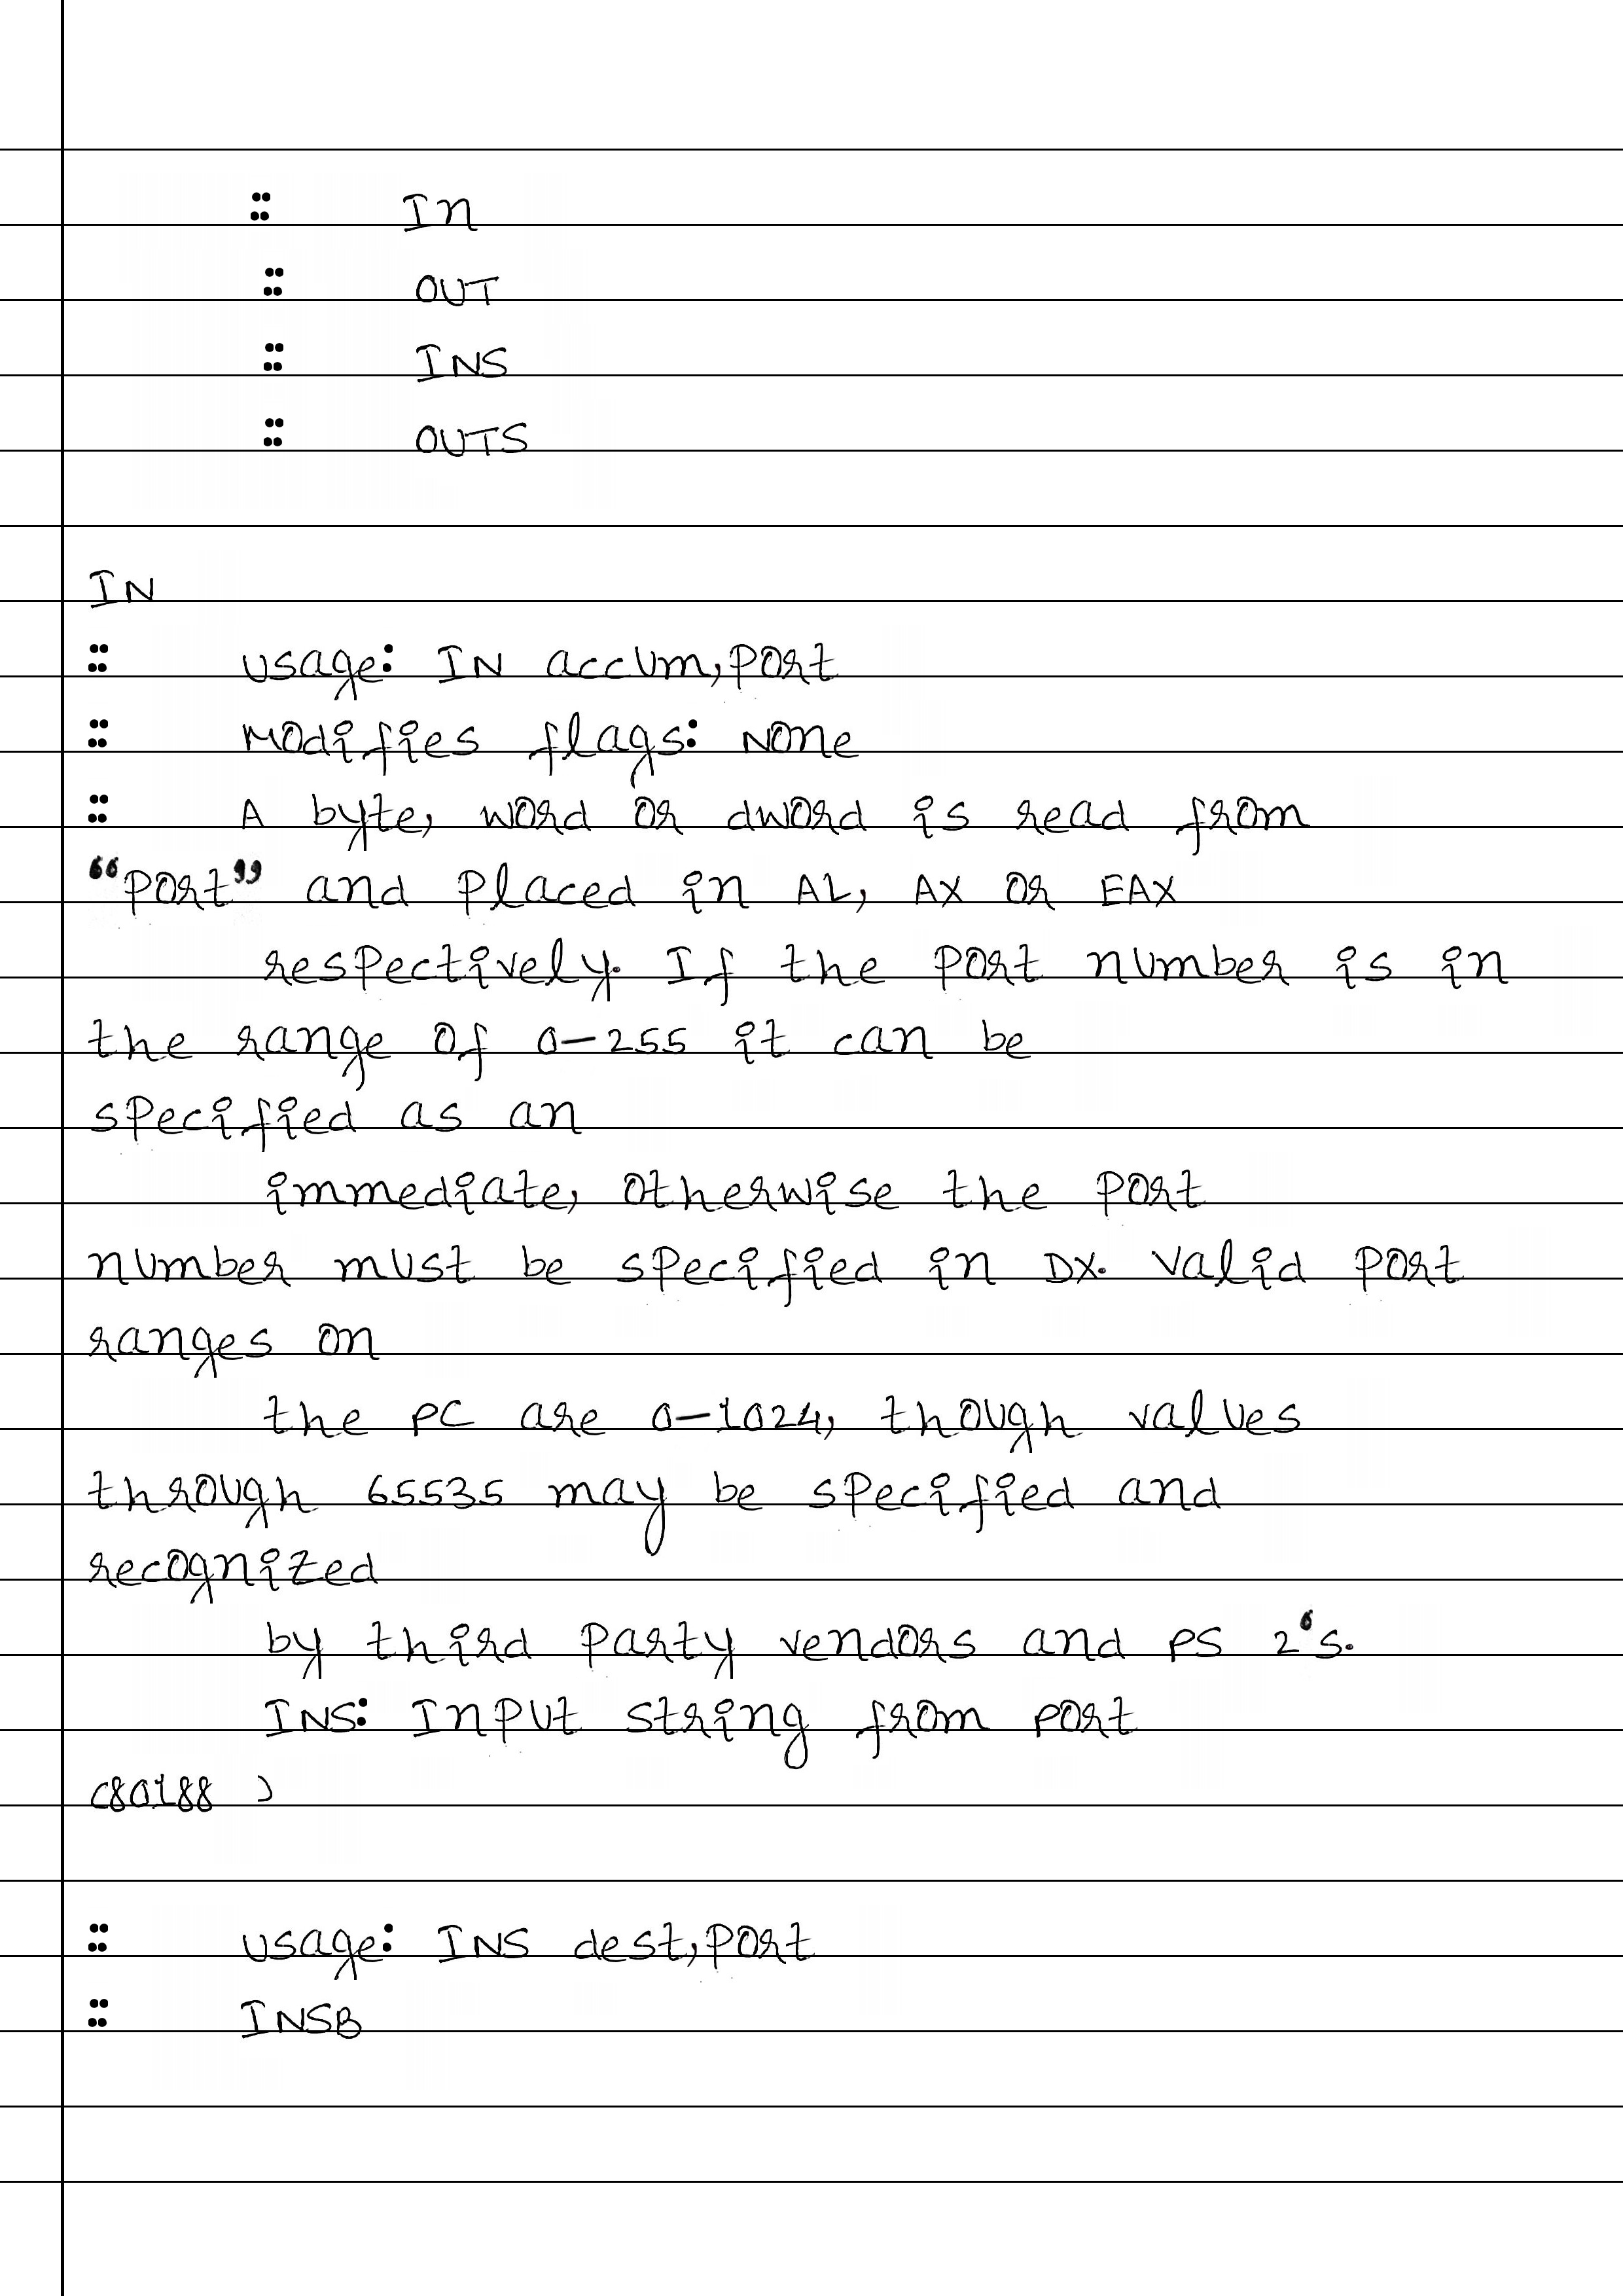 :: In
:: OUT
:: INS
:: OUTS
IN
:: usage: IN accum,port
:: Modifies flags: None
:: A byte, word or dword is read from
“port” and placed in AL, AX or EAX
respectively. If the port number is in
the range of 0-255 it can be
specified as an
immediate, otherwise the port
number must be specified in DX. Valid port
ranges on
the PC are 0-1024, though values
through 65535 may be specified and
recognized
by third party vendors and PS 2‘s.
INS: Input string from port
(80188 )
:: usage: INS dest,port
:: INSB